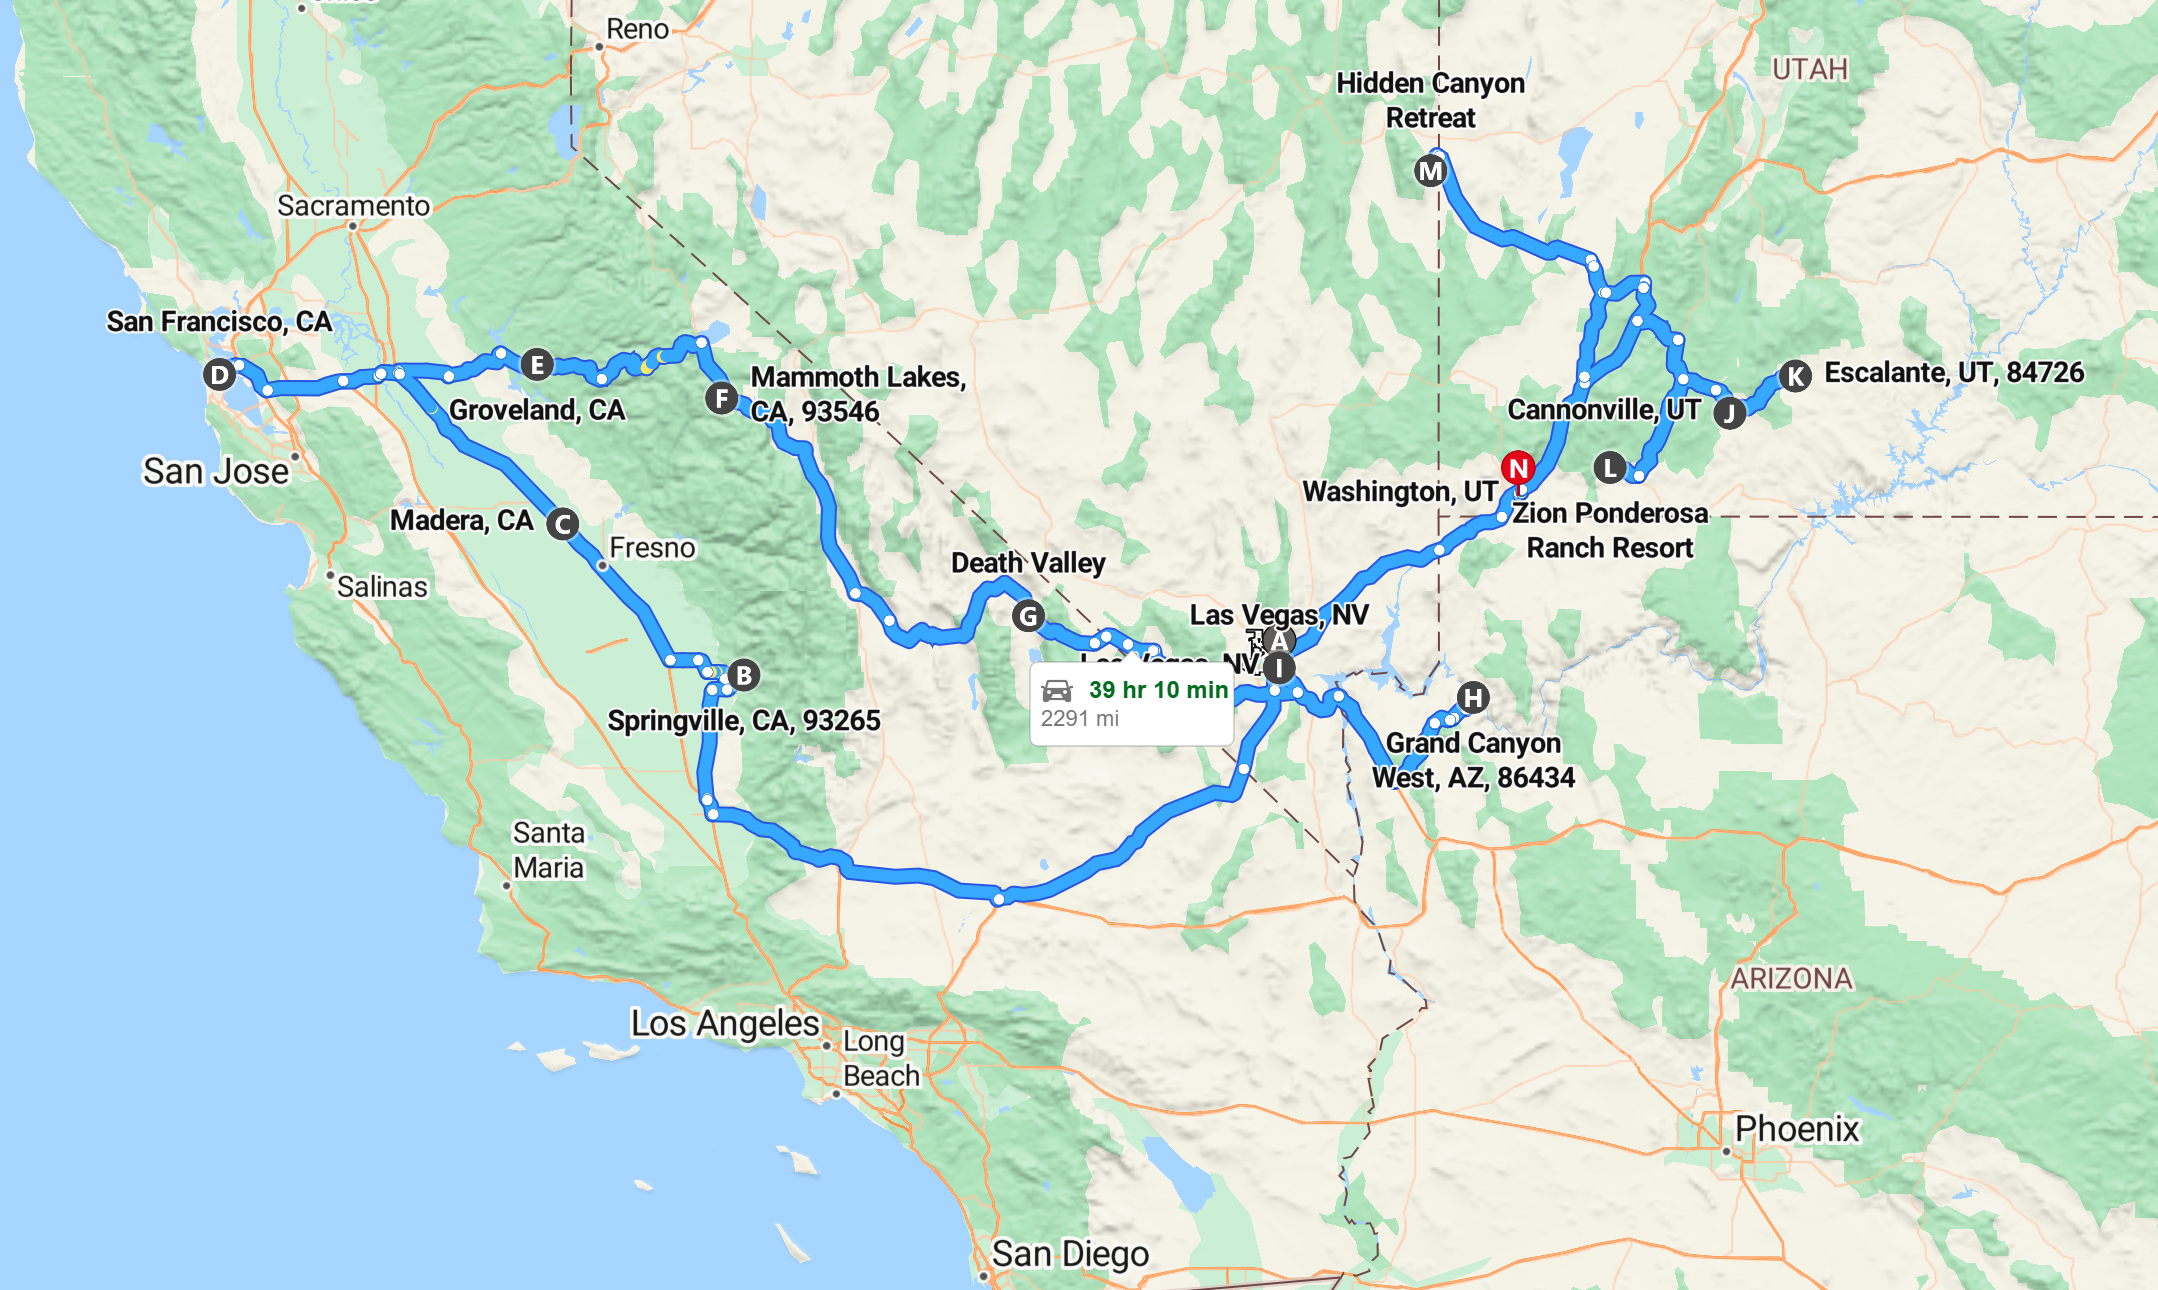 Reno
UTAH
Hidden Canyon
Retreat
M
Sacramento
San Francisco, CA
D
E
Groveland, CA
F
Mammoth Lakes,
CA, 93546
K
Escalante, UT, 84726
Cannonville, UT
J
San Jose
N
L
Washington, UT
Zion Ponderosa
Ranch Resort
Madera, CA
C
Fresno
Salinas
Death Valley
G
Las Vegas, NV
A
Las Vegas, NV
I
B
Springville, CA, 93265
39 hr 10 min
2291 mi
H
Grand Canyon
West, AZ, 86434
Santa
Maria
ARIZONA
Los Angeles
Long
Beach
Phoenix
San Diego